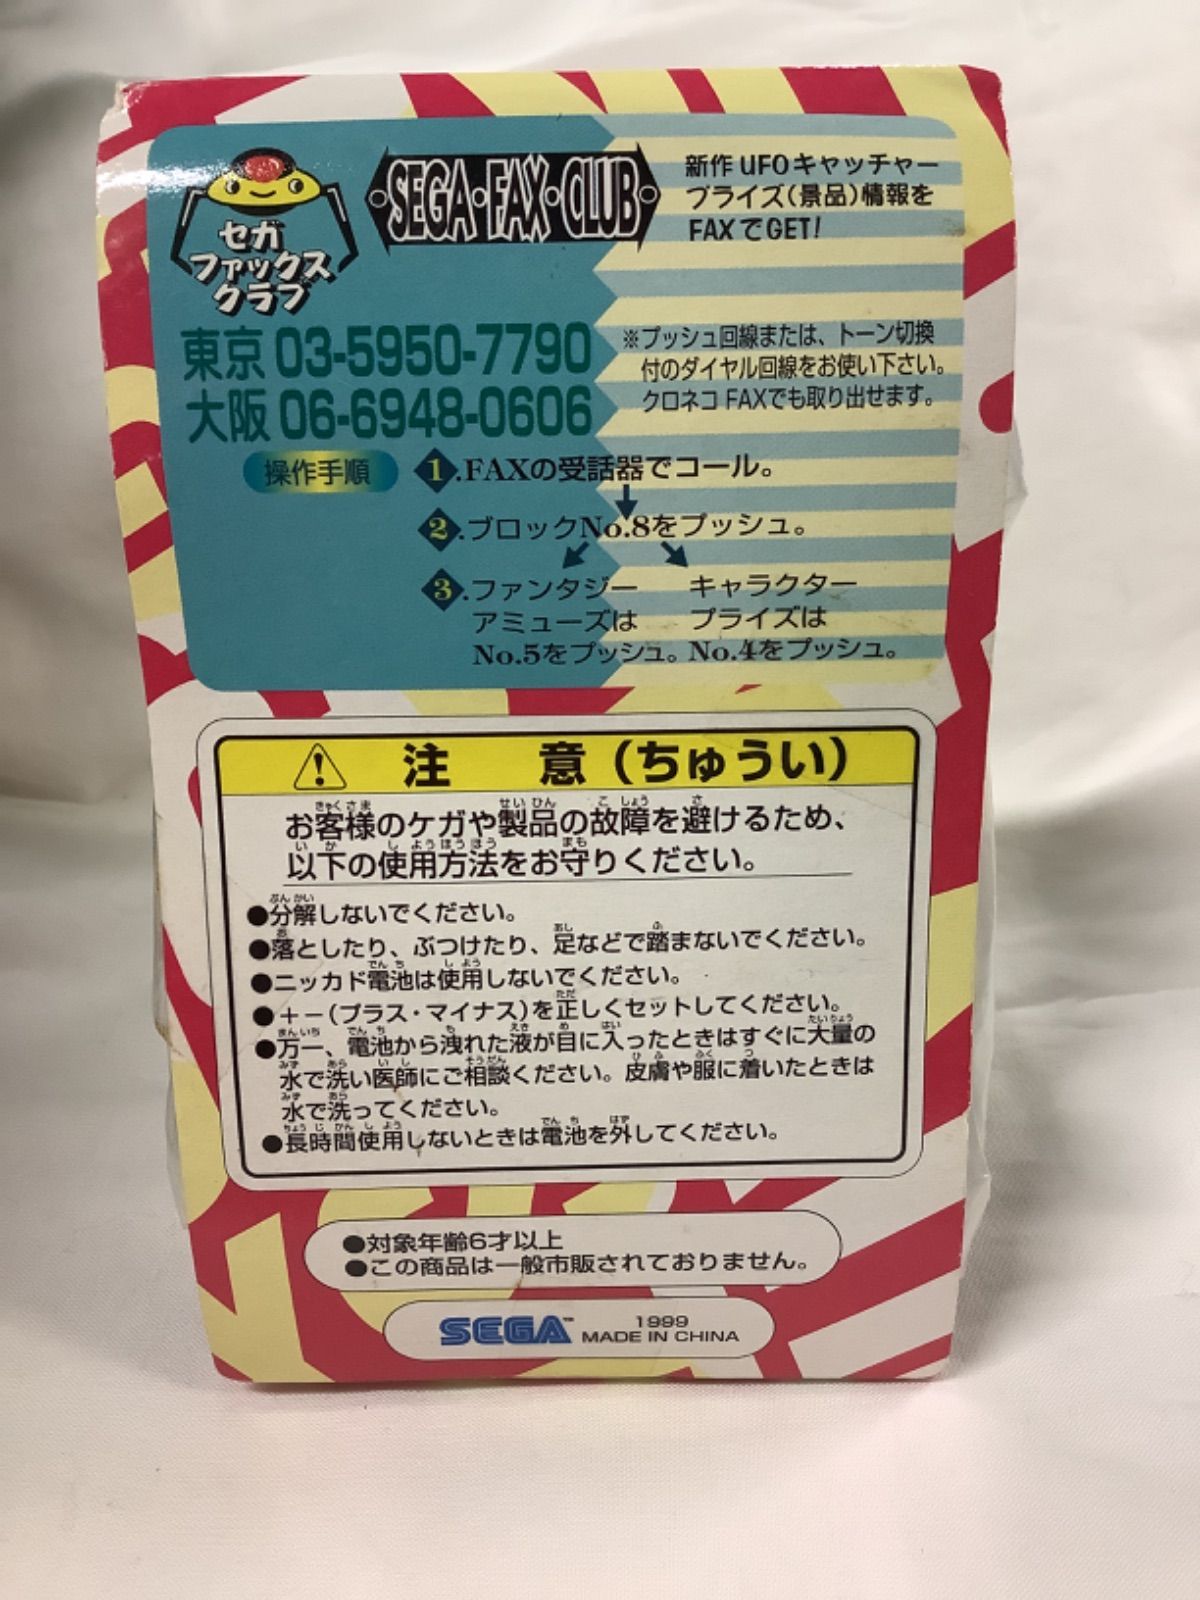 セガ
ファックス
クラブ
SEGA・FAX・CLUB
新作 UFOキャッチャー
プライズ(景品)情報を
FAXでGET!
東京 03-5950-7790
大阪 06-6948-0606
※プッシュ回線または、トーン切換
付のダイヤル回線をお使い下さい。
クロネコ FAXでも取り出せます。
操作手順
1.FAXの受話器でコール。
2.ブロックNo.8をプッシュ。
3.ファンタジー
アミューズは
No.5をプッシュ。
キャラクター
プライズは
No.4をプッシュ。
注 意(ちゅうい)
お客様のケガや製品の故障を避けるため、
以下の使用方法をお守りください。
●分解しないでください。
●落としたり、ぶつけたり、足などで踏まないでください。
●ニッカド電池は使用しないでください。
●+-(プラス・マイナス)を正しくセットしてください。
●万一、電池から洩れた液が目に入ったときはすぐに大量の
水で洗い医師にご相談ください。皮膚や服に着いたときは
水で洗ってください。
●長時間使用しないときは電池を外してください。
●対象年齢6才以上
●この商品は一般市販されておりません。
SEGA™
1999
MADE IN CHINA